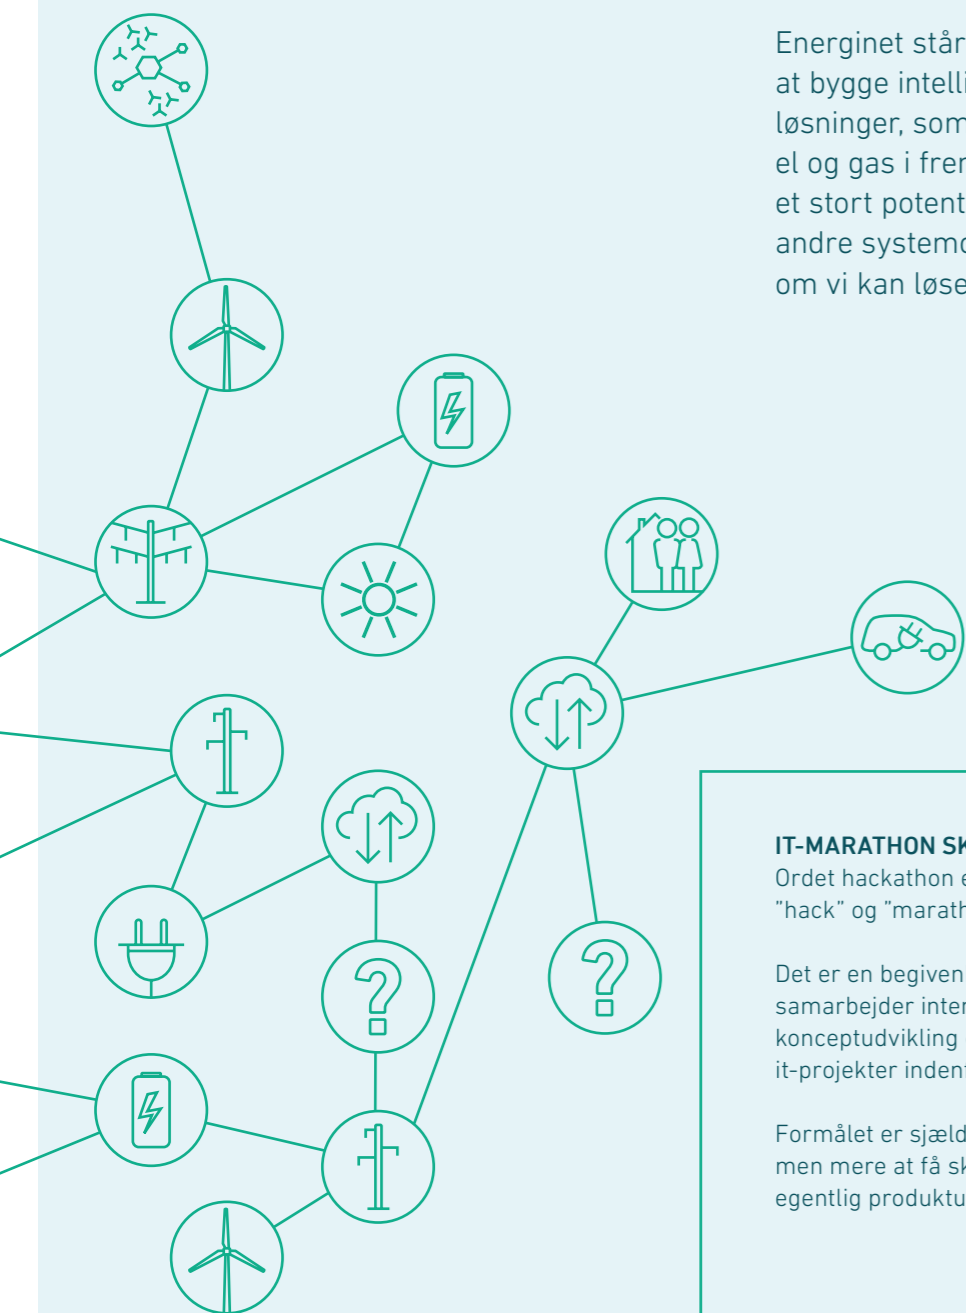 Energinet står
at bygge intelli
løsninger, som
el og gas i frem
et stort potent
andre systemo
om vi kan løse
IT-MARATHON SK
Ordet hackathon e
"hack" og "marath
Det er en begiven
samarbejder inten
konceptudvikling
it-projekter indenf
Formålet er sjæld
men mere at få sk
egentlig produktu